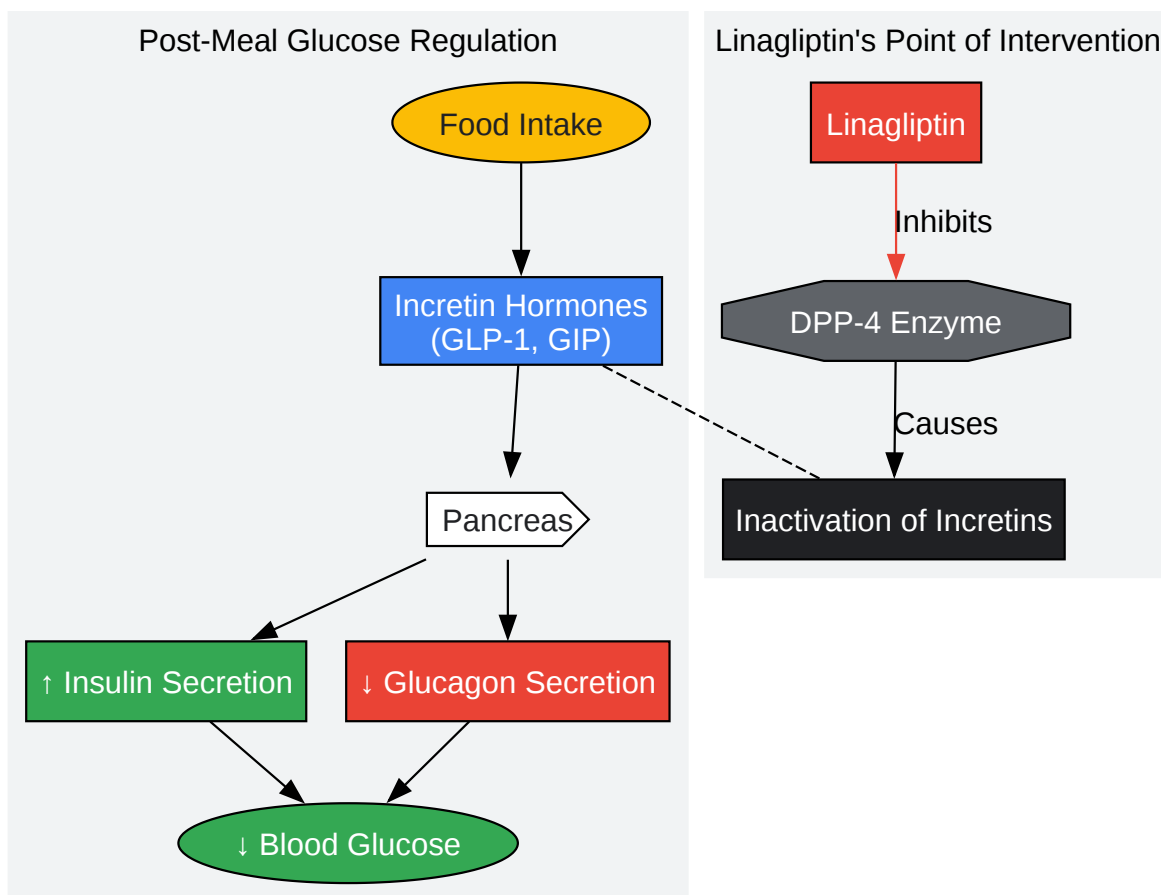 Post-Meal Glucose Regulation
Food Intake
Incretin Hormones
(GLP-1, GIP)
Pancreas
↑ Insulin Secretion
↓ Glucagon Secretion
↓ Blood Glucose
Linagliptin's Point of Intervention
Linagliptin
Inhibits
DPP-4 Enzyme
Causes
Inactivation of Incretins